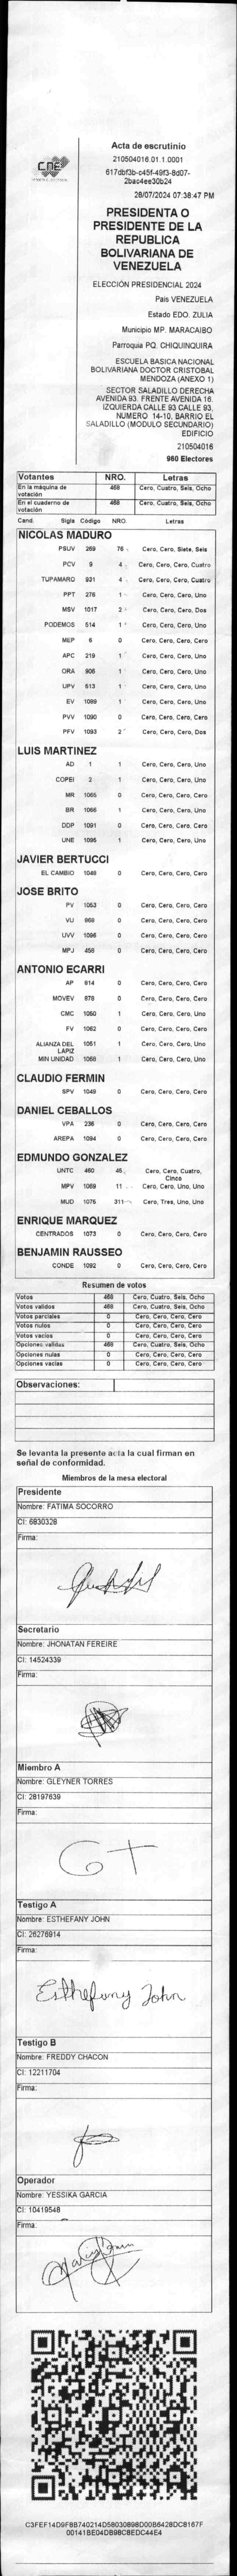 CNE
Acta de escrutinio
210504016.01.1.0001
617dbf3b-c45f-49f3-9d07-
2bac4ee30b24
28/07/2024 07:38:47 PM
PRESIDENTA O
PRESIDENTE DE LA
REPUBLICA
BOLIVARIANA DE
VENEZUELA
ELECCIÓN PRESIDENCIAL 2024
País VENEZUELA
Estado EDO. ZULIA
Municipio MP. MARACAIBO
Parroquia PQ. CHIQUINQUIRA
ESCUELA BASICA NACIONAL
BOLIVARIANA DOCTOR CRISTOBAL
MENDOZA (ANEXO 1)
SECTOR SALADILLO DERECHA
AVENIDA 93. FRENTE AVENIDA 16.
IZQUIERDA CALLE 93 CALLE 93,
NUMERO 14-10, BARRIO EL
SALADILLO (MODULO SECUNDARIO)
EDIFICIO
210504016
960 Electores
Votantes NRO. Letras
En la máquina de votación 468 Cero, Cuatro, Seis, Ocho
En el cuaderno de votación 468 Cero, Cuatro, Seis, Ocho
Cand. Sigla Código NRO. Letras
NICOLAS MADURO
PSUV 269 76 Cero, Cero, Siete, Seis
PCV 9 4 Cero, Cero, Cero, Cuatro
TUPAMARO 931 4 Cero, Cero, Cero, Cuatro
PPT 276 1 Cero, Cero, Cero, Uno
MSV 1017 2 Cero, Cero, Cero, Dos
PODEMOS 514 1 Cero, Cero, Cero, Uno
MEP 6 0 Cero, Cero, Cero, Cero
APC 219 1 Cero, Cero, Cero, Uno
ORA 906 1 Cero, Cero, Cero, Uno
UPV 513 1 Cero, Cero, Cero, Uno
EV 1089 1 Cero, Cero, Cero, Uno
PVV 1090 0 Cero, Cero, Cero, Cero
PFV 1093 2 Cero, Cero, Cero, Dos
LUIS MARTINEZ
AD 1 1 Cero, Cero, Cero, Uno
COPEI 2 1 Cero, Cero, Cero, Uno
MR 1065 0 Cero, Cero, Cero, Cero
BR 1066 1 Cero, Cero, Cero, Uno
DDP 1091 0 Cero, Cero, Cero, Cero
UNE 1095 1 Cero, Cero, Cero, Uno
JAVIER BERTUCCI
EL CAMBIO 1048 0 Cero, Cero, Cero, Cero
JOSE BRITO
PV 1053 0 Cero, Cero, Cero, Cero
VU 869 0 Cero, Cero, Cero, Cero
UVV 1096 0 Cero, Cero, Cero, Cero
MPJ 458 0 Cero, Cero, Cero, Cero
ANTONIO ECARRI
AP 814 0 Cero, Cero, Cero, Cero
MOVEV 878 0 Cero, Cero, Cero, Cero
CMC 1050 1 Cero, Cero, Cero, Uno
FV 1062 0 Cero, Cero, Cero, Cero
ALIANZA DEL LAPIZ 1051 1 Cero, Cero, Cero, Uno
MIN UNIDAD 1068 1 Cero, Cero, Cero, Uno
CLAUDIO FERMIN
SPV 1049 0 Cero, Cero, Cero, Cero
DANIEL CEBALLOS
VPA 236 0 Cero, Cero, Cero, Cero
AREPA 1094 0 Cero, Cero, Cero, Cero
EDMUNDO GONZALEZ
UNTC 460 45 Cero, Cero, Cuatro, Cinco
MPV 1069 11 Cero, Cero, Uno, Uno
MUD 1076 311 Cero, Tres, Uno, Uno
ENRIQUE MARQUEZ
CENTRADOS 1073 0 Cero, Cero, Cero, Cero
BENJAMIN RAUSSEO
CONDE 1092 0 Cero, Cero, Cero, Cero
Resumen de votos
Votos 468 Cero, Cuatro, Seis, Ocho
Votos validos 468 Cero, Cuatro, Seis, Ocho
Votos parciales 0 Cero, Cero, Cero, Cero
Votos nulos 0 Cero, Cero, Cero, Cero
Votos vacíos 0 Cero, Cero, Cero, Cero
Opciones validas 468 Cero, Cuatro, Seis, Ocho
Opciones nulas 0 Cero, Cero, Cero, Cero
Opciones vacías 0 Cero, Cero, Cero, Cero
Observaciones:
Se levanta la presente acta la cual firman en
señal de conformidad.
Miembros de la mesa electoral
Presidente
Nombre: FATIMA SOCORRO
CI: 6830328
Firma:
Secretario
Nombre: JHONATAN FEREIRE
CI: 14524339
Firma:
Miembro A
Nombre: GLEYNER TORRES
CI: 28197639
Firma:
GT
Testigo A
Nombre: ESTHEFANY JOHN
CI: 26276914
Firma:
Esthefany John
Testigo B
Nombre: FREDDY CHACON
CI: 12211704
Firma:
Operador
Nombre: YESSIKA GARCIA
CI: 10419548
Firma:
C3FEF14D9F8B740214D58030898D00B6428DC8167F
00141BE04DB98C8EDC44E4